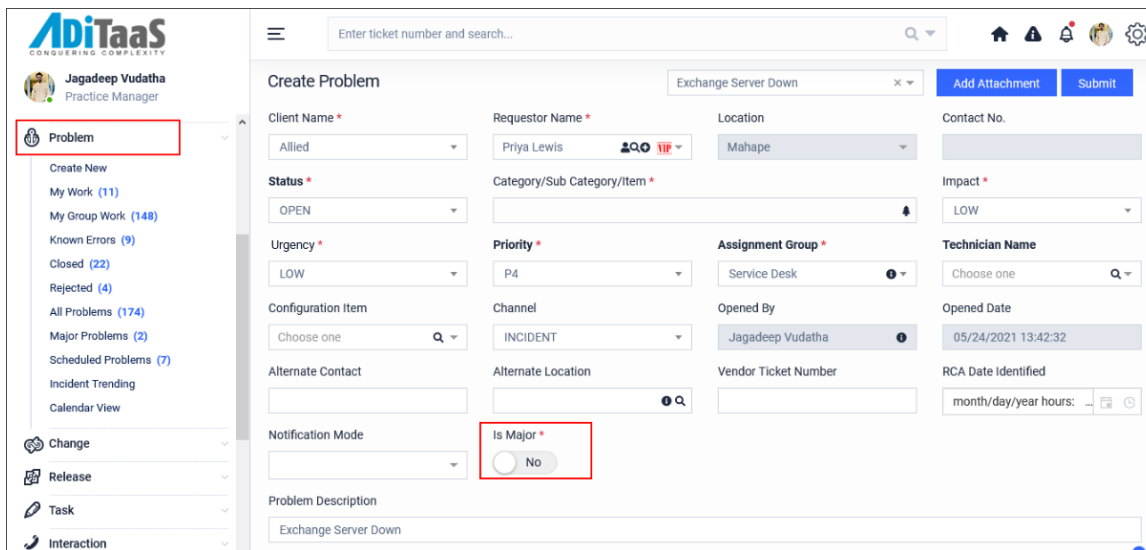 ADiTaaS
CONQUERING COMPLEXITY
Enter ticket number and search...
Jagadeep Vudatha
Practice Manager
Problem
Create New
My Work (11)
My Group Work (148)
Known Errors (9)
Closed (22)
Rejected (4)
All Problems (174)
Major Problems (2)
Scheduled Problems (7)
Incident Trending
Calendar View
Change
Release
Task
Interaction
Create Problem
Exchange Server Down
Add Attachment
Submit
Client Name * Requestor Name * Location Contact No.
Allied Priya Lewis VIP Mahape
Status * Category/Sub Category/Item * Impact *
OPEN LOW
Urgency * Priority * Assignment Group * Technician Name
LOW P4 Service Desk Choose one
Configuration Item Channel Opened By Opened Date
Choose one INCIDENT Jagadeep Vudatha 05/24/2021 13:42:32
Alternate Contact Alternate Location Vendor Ticket Number RCA Date Identified
month/day/year hours: ...
Notification Mode Is Major *
No
Problem Description
Exchange Server Down